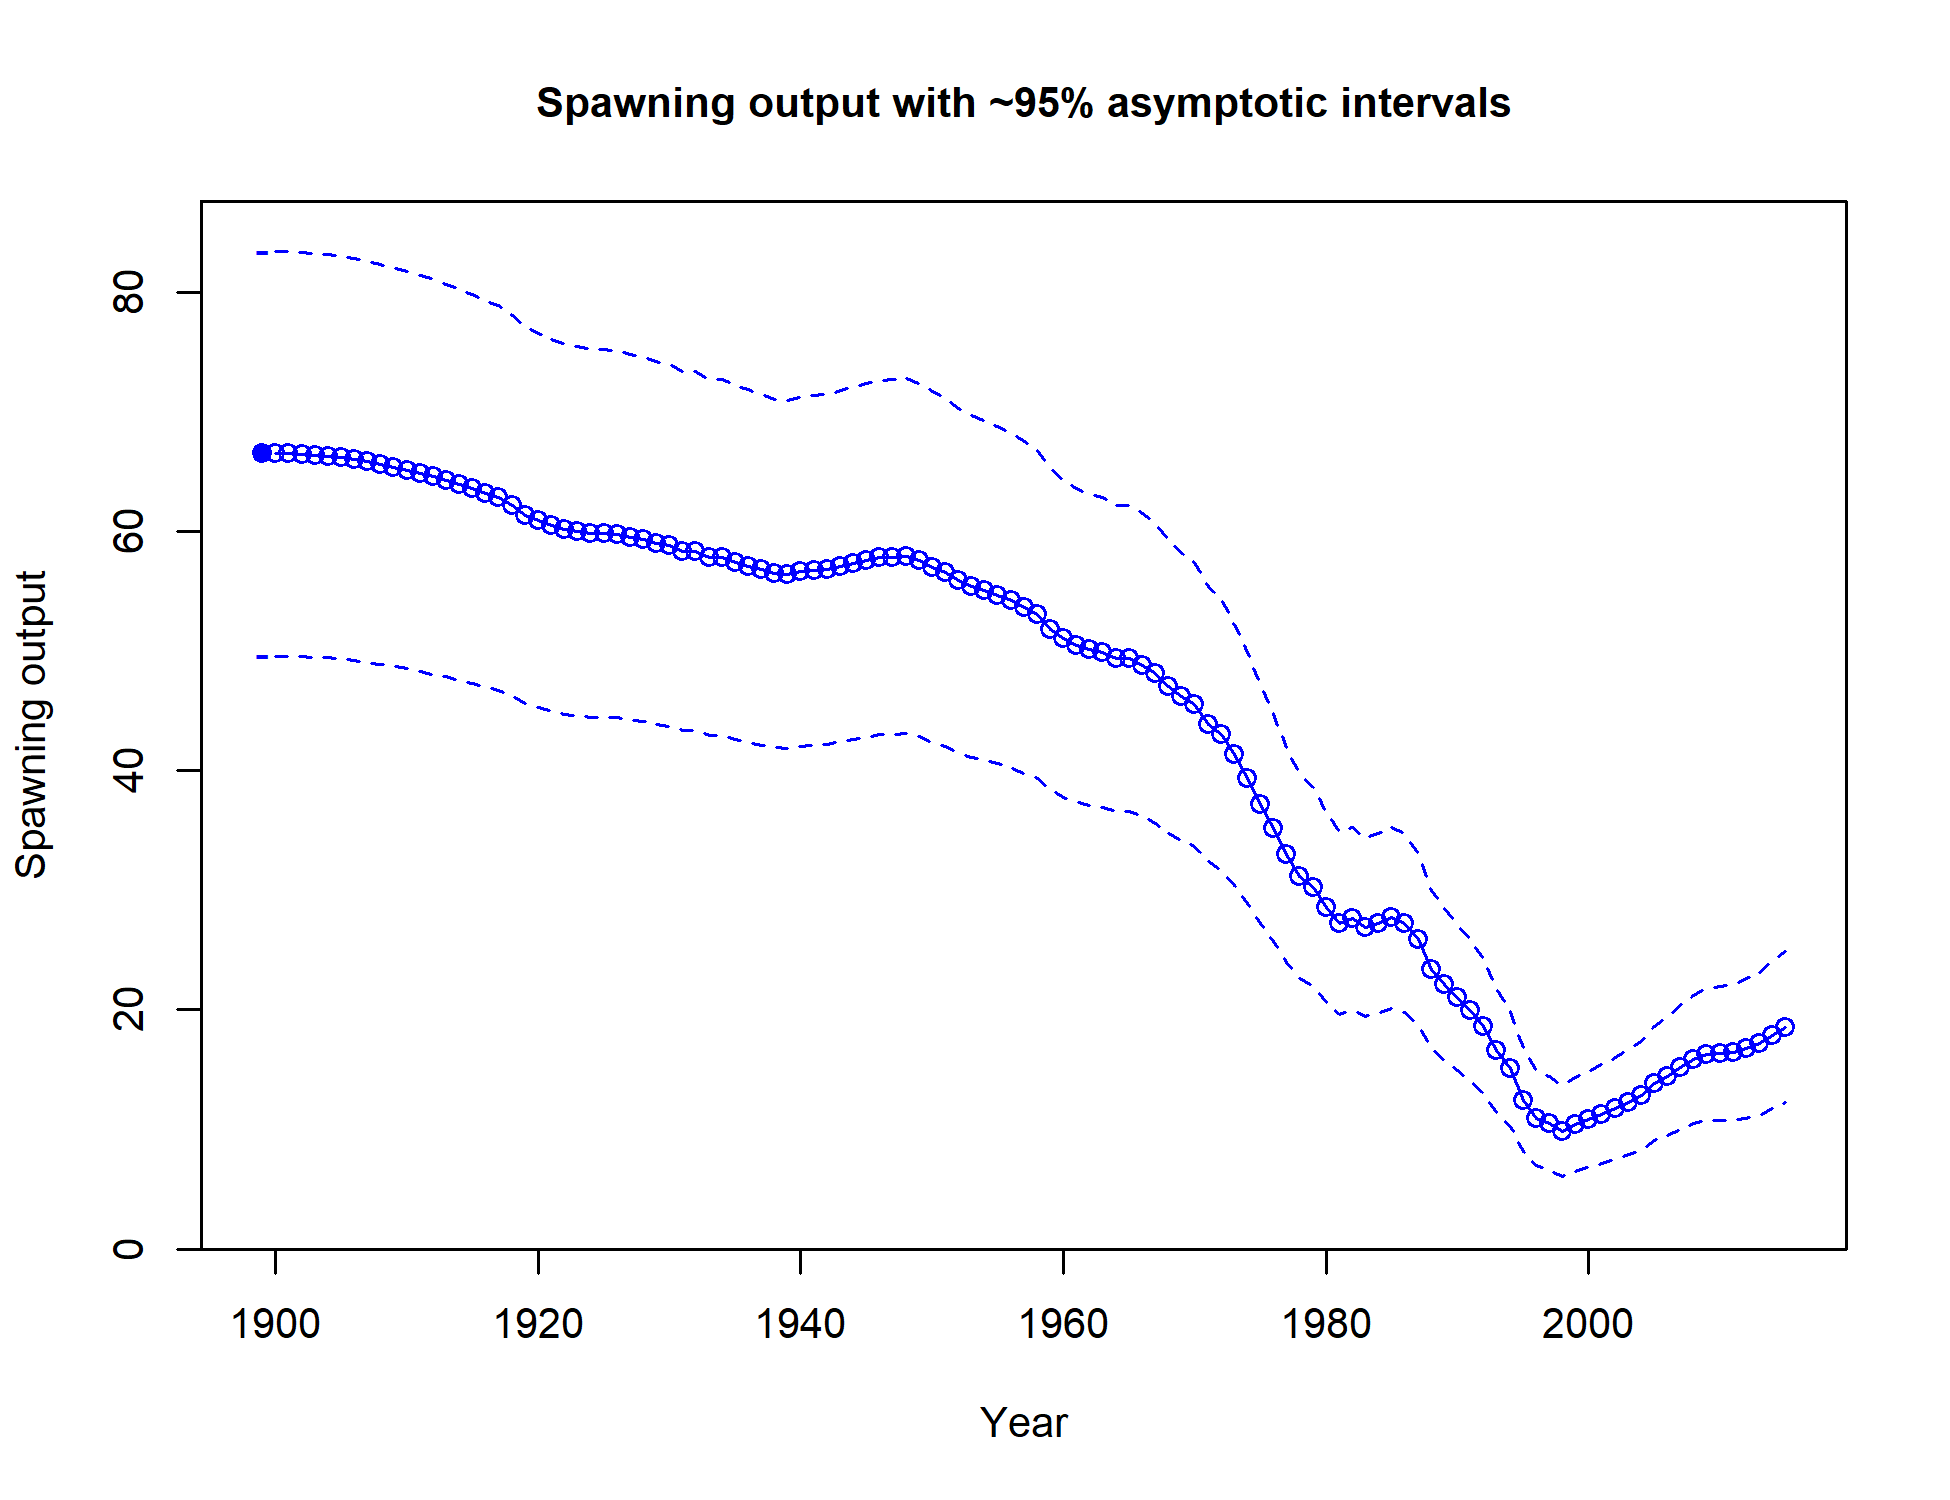 Spawning output with ~95% asymptotic intervals
Spawning output
80
60
40
20
0
1900 1920 1940 1960 1980 2000
Year